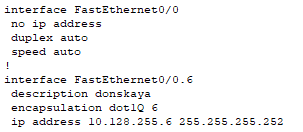 interface FastEthernet0/0
 no ip address
 duplex auto
 speed auto
!
interface FastEthernet0/0.6
 description donskaya
 encapsulation dot1Q 6
 ip address 10.128.255.6 255.255.255.252